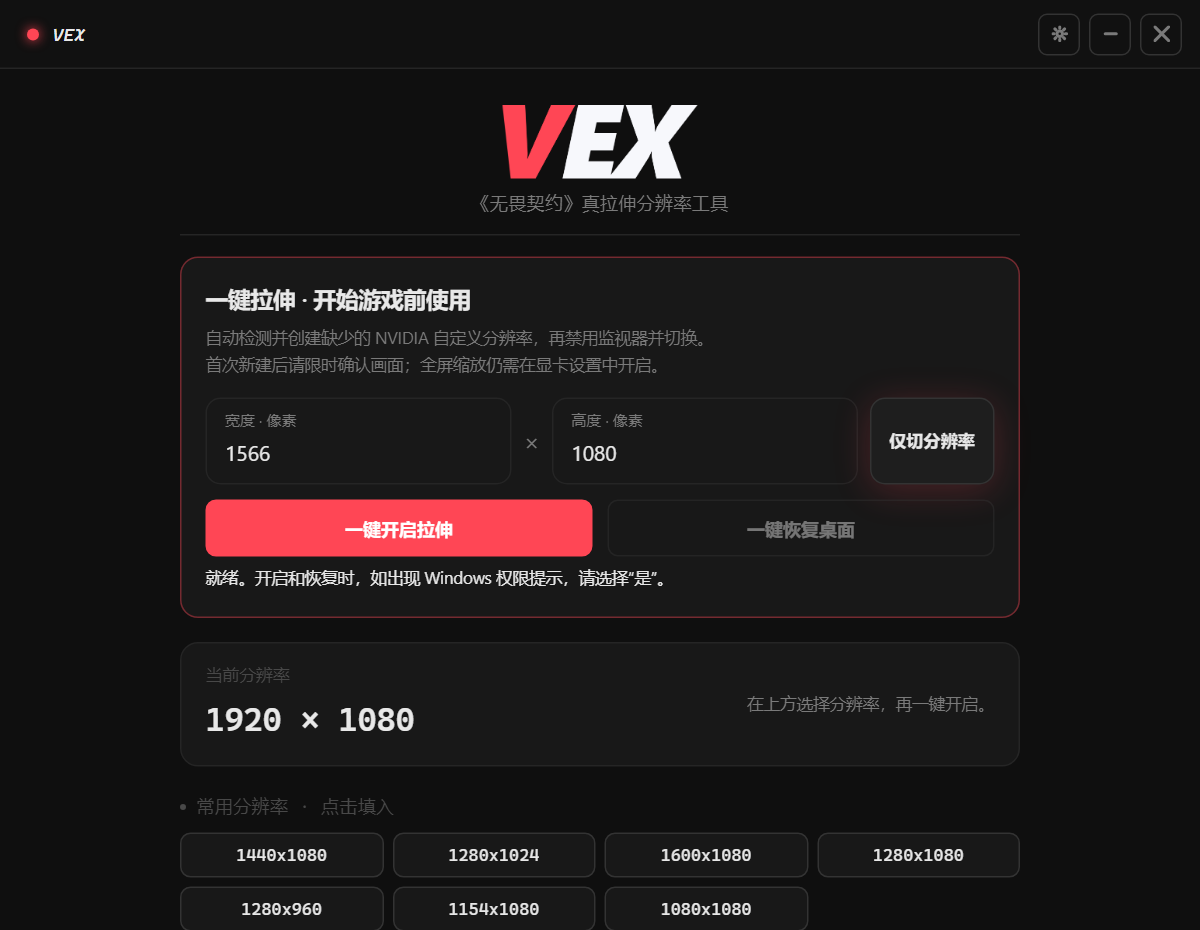 VEX
VEX
《无畏契约》真拉伸分辨率工具
一键拉伸 · 开始游戏前使用
自动检测并创建缺少的 NVIDIA 自定义分辨率，再禁用监视器并切换。
首次新建后请限时确认画面；全屏缩放仍需在显卡设置中开启。
宽度 · 像素
1566
×
高度 · 像素
1080
仅切分辨率
一键开启拉伸
一键恢复桌面
就绪。开启和恢复时，如出现 Windows 权限提示，请选择“是”。
当前分辨率
1920 × 1080
在上方选择分辨率，再一键开启。
常用分辨率 · 点击填入
1440x1080
1280x1024
1600x1080
1280x1080
1280x960
1154x1080
1080x1080